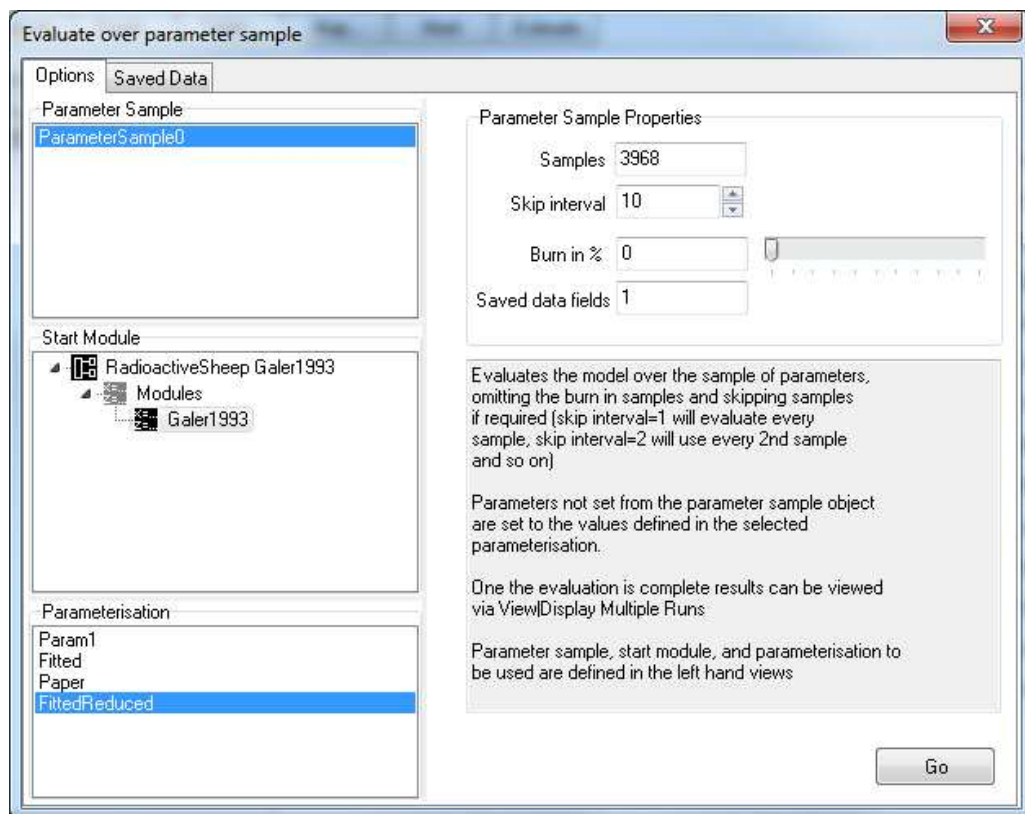 Evaluate over parameter sample
Options
Saved Data
Parameter Sample
ParameterSample0
Start Module
RadioactiveSheep Galer1993
Modules
Galer1993
Parameterisation
Param1
Fitted
Paper
FittedReduced
Parameter Sample Properties
Samples 3968
Skip interval 10
Burn in % 0
Saved data fields 1
Evaluates the model over the sample of parameters,
omitting the burn in samples and skipping samples
if required (skip interval=1 will evaluate every
sample, skip interval=2 will use every 2nd sample
and so on)
Parameters not set from the parameter sample object
are set to the values defined in the selected
parameterisation.
One the evaluation is complete results can be viewed
via View|Display Multiple Runs
Parameter sample, start module, and parameterisation to
be used are defined in the left hand views
Go